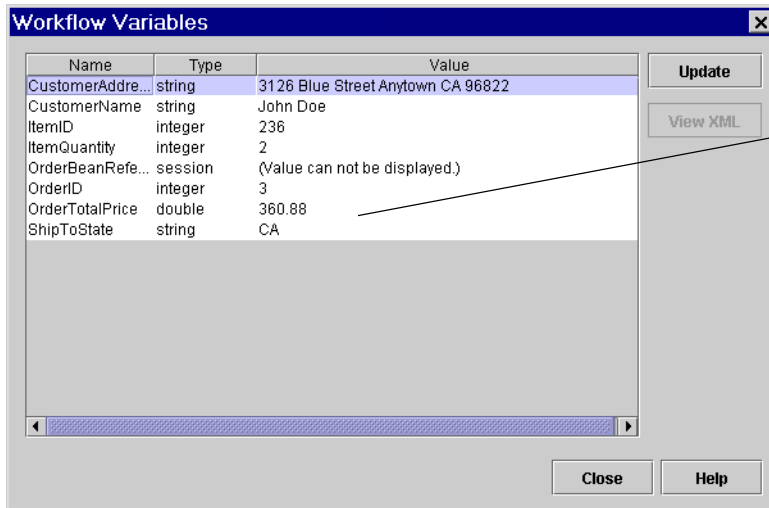 Workflow Variables
Name Type Value
CustomerAddre... string 3126 Blue Street Anytown CA 96822
CustomerName string John Doe
ItemID integer 236
ItemQuantity integer 2
OrderBeanRefe... session (Value can not be displayed.)
OrderID integer 3
OrderTotalPrice double 360.88
ShipToState string CA
Update
View XML
Close Help